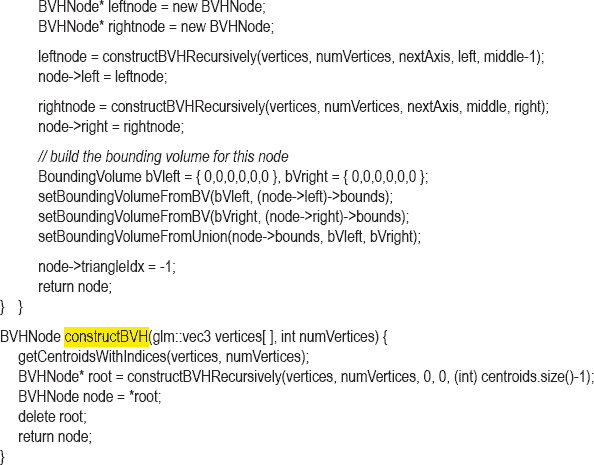 BVHNode* leftnode = new BVHNode;
BVHNode* rightnode = new BVHNode;
leftnode = constructBVHRecursively(vertices, numVertices, nextAxis, left, middle-1);
node->left = leftnode;
rightnode = constructBVHRecursively(vertices, numVertices, nextAxis, middle, right);
node->right = rightnode;
// build the bounding volume for this node
BoundingVolume bVleft = { 0,0,0,0,0,0 }, bVright = { 0,0,0,0,0,0 };
setBoundingVolumeFromBV(bVleft, (node->left)->bounds);
setBoundingVolumeFromBV(bVright, (node->right)->bounds);
setBoundingVolumeFromUnion(node->bounds, bVleft, bVright);
node->triangleIdx = -1;
return node;
} }
BVHNode constructBVH(glm::vec3 vertices[ ], int numVertices) {
getCentroidsWithIndices(vertices, numVertices);
BVHNode* root = constructBVHRecursively(vertices, numVertices, 0, 0, (int) centroids.size()-1);
BVHNode node = *root;
delete root;
return node;
}